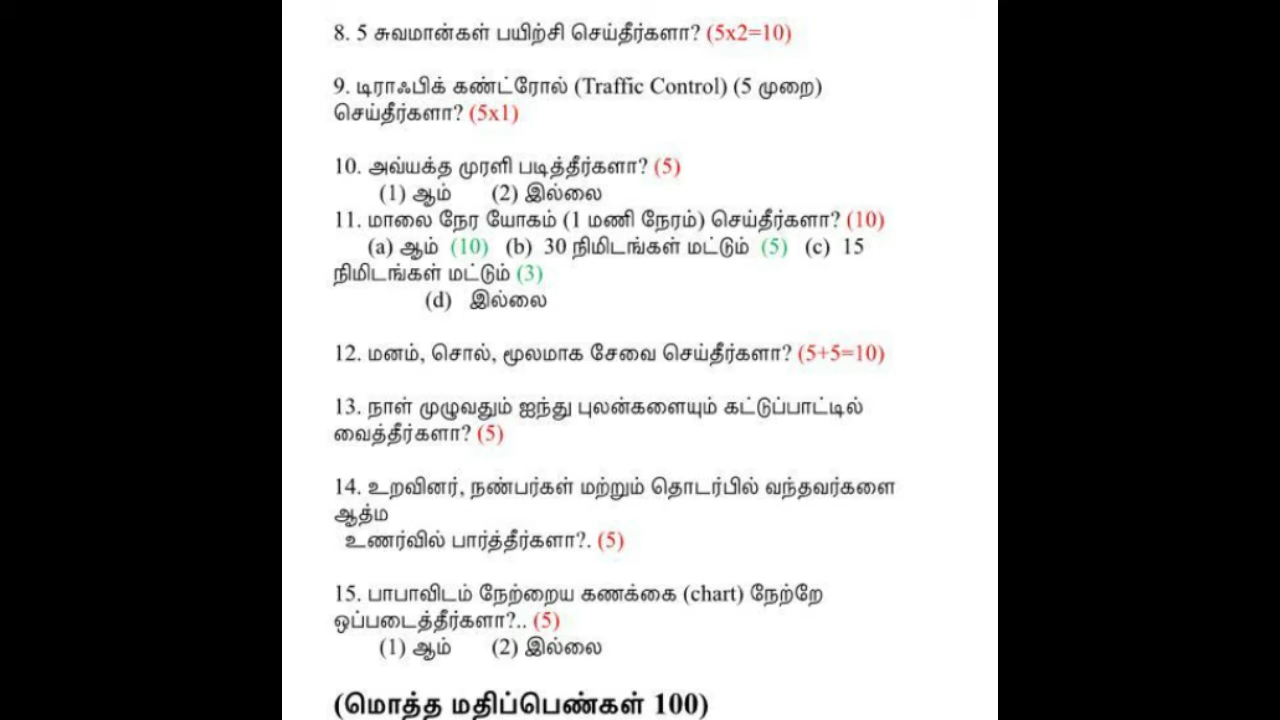 8. 5 சுவமான்கள் பயிற்சி செய்தீர்களா? (5x2=10)
9. டிராஃபிக் கண்ட்ரோல் (Traffic Control) (5 முறை)
செய்தீர்களா? (5x1)
10. அவ்யக்த முரளி படித்தீர்களா? (5)
(1) ஆம் (2) இல்லை
11. மாலை நேர யோகம் (1 மணி நேரம்) செய்தீர்களா? (10)
(a) ஆம் (10) (b) 30 நிமிடங்கள் மட்டும் (5) (c) 15
நிமிடங்கள் மட்டும் (3)
(d) இல்லை
12. மனம், சொல், மூலமாக சேவை செய்தீர்களா? (5+5=10)
13. நாள் முழுவதும் ஐந்து புலன்களையும் கட்டுப்பாட்டில்
வைத்தீர்களா? (5)
14. உறவினர், நண்பர்கள் மற்றும் தொடர்பில் வந்தவர்களை
ஆத்ம
உணர்வில் பார்த்தீர்களா?. (5)
15. பாபாவிடம் நேற்றைய கணக்கை (chart) நேற்றே
ஒப்படைத்தீர்களா?.. (5)
(1) ஆம் (2) இல்லை
(மொத்த மதிப்பெண்கள் 100)